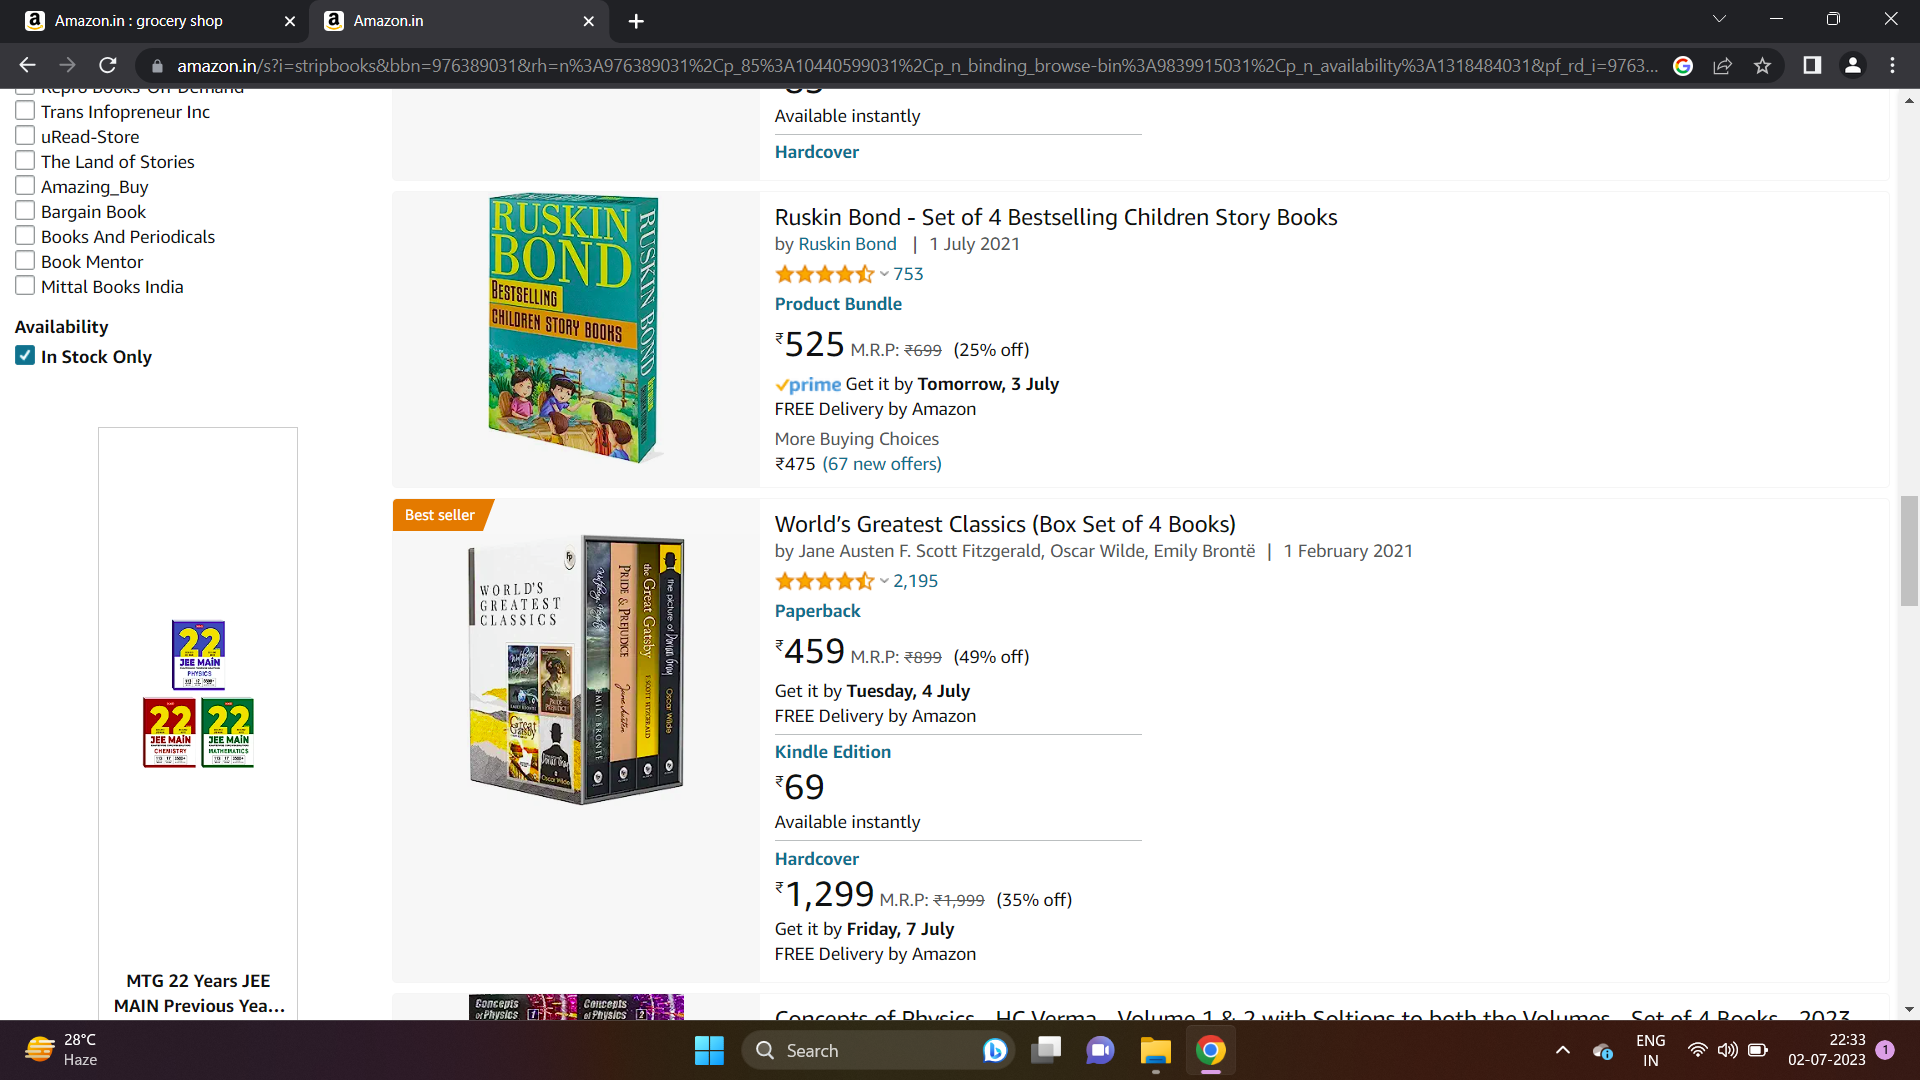 Amazon.in : grocery shop
Amazon.in
amazon.in/s?i=stripbooks&bbn=976389031&rh=n%3A976389031%2Cp_85%3A10440599031%2Cp_n_binding_browse-bin%3A9839915031%2Cp_n_availability%3A1318484031&pf_rd_i=9763...
Repro Books-On-Demand
Trans Infopreneur Inc
uRead-Store
The Land of Stories
Amazing_Buy
Bargain Book
Books And Periodicals
Book Mentor
Mittal Books India
Availability
In Stock Only
22
JEE MAIN
PHYSICS
22
JEE MAIN
CHEMISTRY
22
JEE MAIN
MATHEMATICS
MTG 22 Years JEE
MAIN Previous Yea...
Available instantly
Hardcover
RUSKIN
BOND
BESTSELLING
CHILDREN STORY BOOKS
RUSKIN BOND
Ruskin Bond - Set of 4 Bestselling Children Story Books
by Ruskin Bond | 1 July 2021
753
Product Bundle
₹525 M.R.P: ₹699 (25% off)
prime Get it by Tomorrow, 3 July
FREE Delivery by Amazon
More Buying Choices
₹475 (67 new offers)
Best seller
WORLD'S
GREATEST
CLASSICS
Wuthering Heights
EMILY BRONTE
PRIDE & PREJUDICE
Jane Austen
the Great Gatsby
F. SCOTT FITZGERALD
the picture of Dorian Gray
Oscar Wilde
World's Greatest Classics (Box Set of 4 Books)
by Jane Austen F. Scott Fitzgerald, Oscar Wilde, Emily Brontë | 1 February 2021
2,195
Paperback
₹459 M.R.P: ₹899 (49% off)
Get it by Tuesday, 4 July
FREE Delivery by Amazon
Kindle Edition
₹69
Available instantly
Hardcover
₹1,299 M.R.P: ₹1,999 (35% off)
Get it by Friday, 7 July
FREE Delivery by Amazon
Concepts of Physics 1
Concepts of Physics 2
Concepts of Physics - HC Verma - Volume 1 & 2 with Soltions to both the Volumes - Set of 4 Books - 2023
28°C
Haze
Search
ENG
IN
22:33
02-07-2023
1